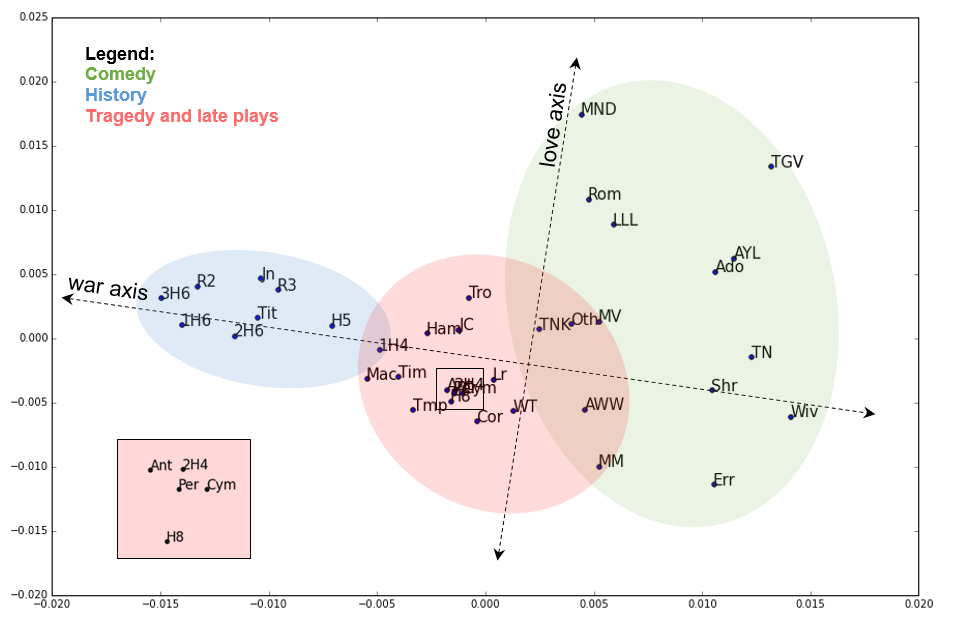 0.025
Legend:
Comedy
History
Tragedy and late plays
0.020
0.015
0.010
0.005
0.000
−0.005
−0.010
−0.015
−0.020
love axis
war axis
MND
TGV
Rom
LLL
AYL
Ado
In
R2
R3
3H6
Tro
Tit
1H6
2H6
H5
Ham
JC
TNK
Oth
MV
1H4
TN
Mac
Tim
Lr
Ant
2H4
Cym
H8
Shr
Tmp
WT
AWW
Cor
Wiv
MM
Err
Ant
2H4
Per
Cym
H8
−0.020
−0.015
−0.010
−0.005
0.000
0.005
0.010
0.015
0.020